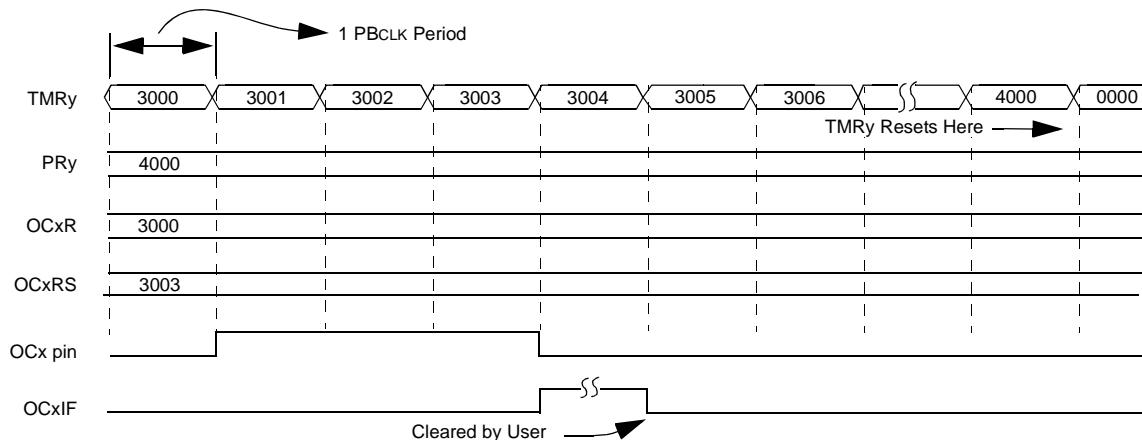 1 PBCLK Period
TMRy 3000 3001 3002 3003 3004 3005 3006 4000 0000
TMRy Resets Here
PRy 4000
OCxR 3000
OCxRS 3003
OCx pin
OCxIF
Cleared by User